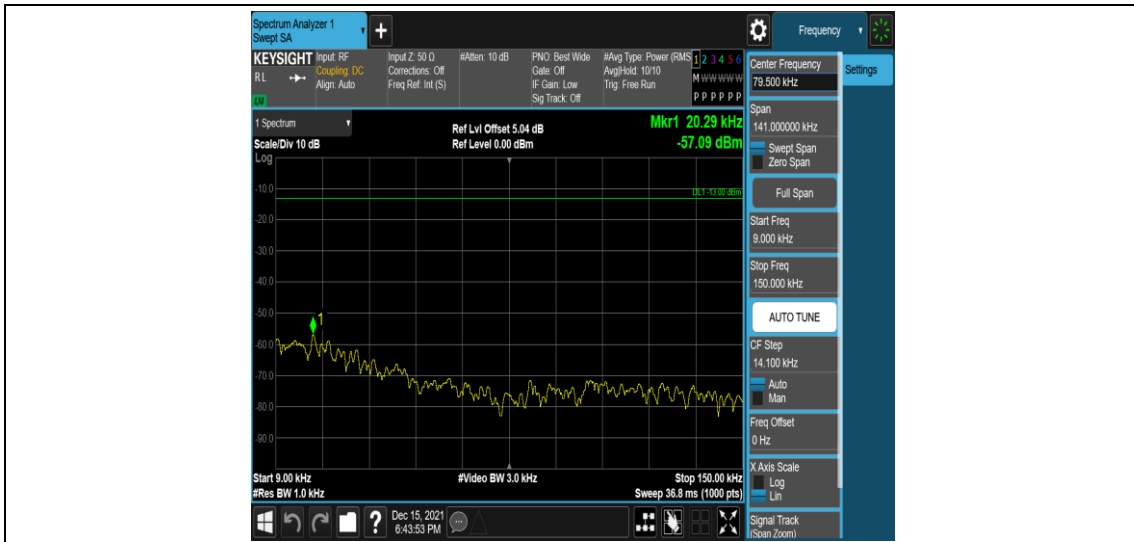 Spectrum Analyzer 1
Swept SA
+
Frequency
KEYSIGHT
RL
LXI
Input: RF
Coupling: DC
Align: Auto
Input Z: 50 Ω
Corrections: Off
Freq Ref: Int (S)
#Atten: 10 dB
PNO: Best Wide
Gate: Off
IF Gain: Low
Sig Track: Off
#Avg Type: Power (RMS
Avg|Hold: 10/10
Trig: Free Run
1 2 3 4 5 6
M W W W W W
P P P P P P
1 Spectrum
Scale/Div 10 dB
Ref Lvl Offset 5.04 dB
Ref Level 0.00 dBm
Mkr1 20.29 kHz
-57.09 dBm
Log
-10.0
DL1 -13.00 dBm
-20.0
-30.0
-40.0
-50.0
1
-60.0
-70.0
-80.0
-90.0
Start 9.00 kHz
#Res BW 1.0 kHz
#Video BW 3.0 kHz
Stop 150.00 kHz
Sweep 36.8 ms (1000 pts)
?
Dec 15, 2021
6:43:53 PM
Center Frequency
79.500 kHz
Settings
Span
141.000000 kHz
Swept Span
Zero Span
Full Span
Start Freq
9.000 kHz
Stop Freq
150.000 kHz
AUTO TUNE
CF Step
14.100 kHz
Auto
Man
Freq Offset
0 Hz
X Axis Scale
Log
Lin
Signal Track
(Span Zoom)